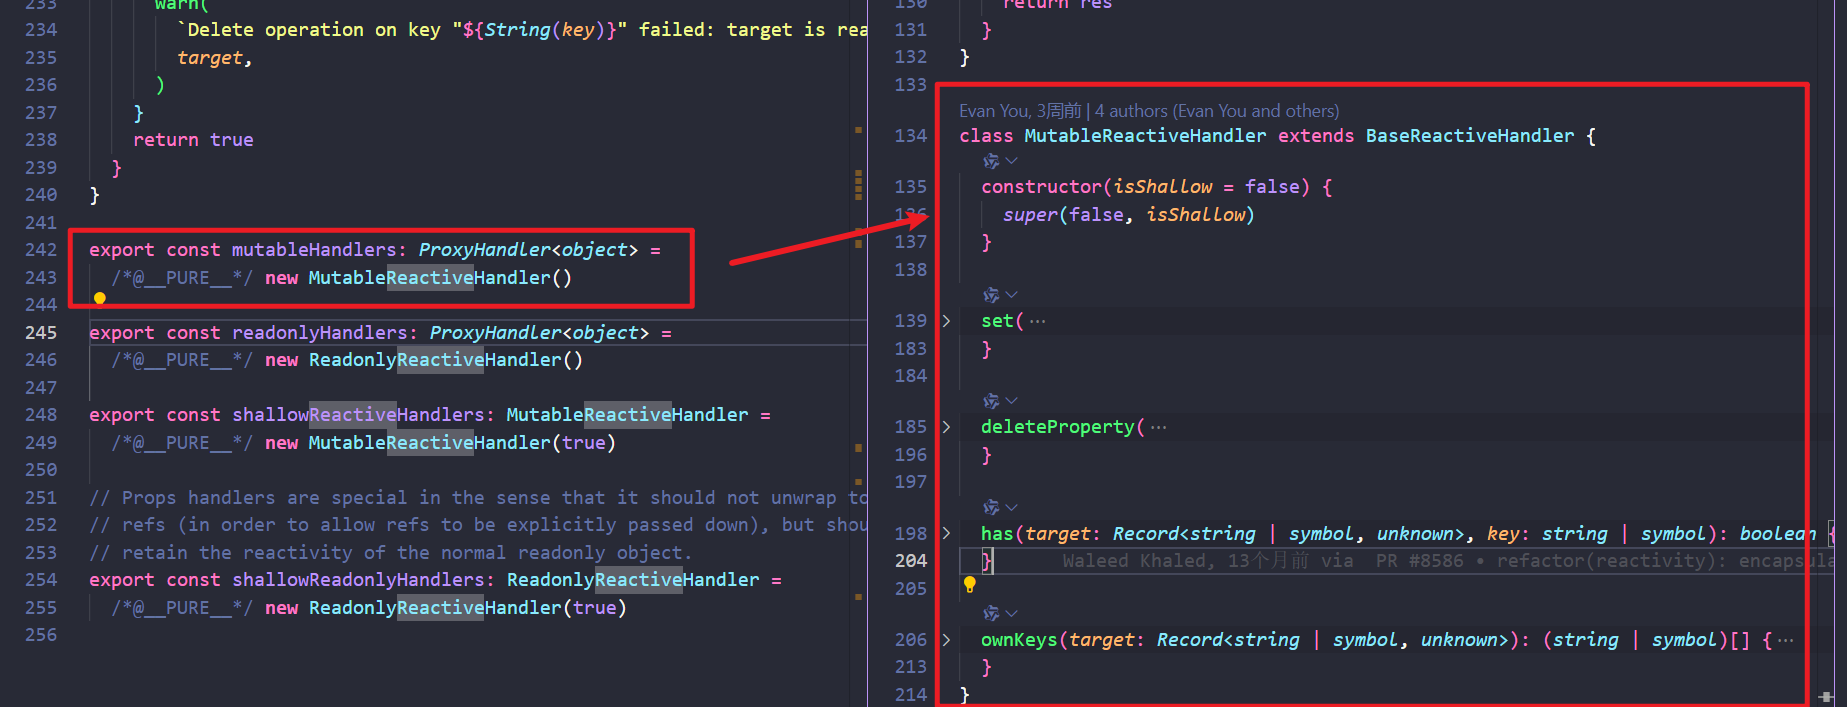 233 warn(
234 `Delete operation on key "${String(key)}" failed: target is rea
235 target,
236 )
237 }
238 return true
239 }
240 }
241
242 export const mutableHandlers: ProxyHandler<object> =
243 /*@__PURE__*/ new MutableReactiveHandler()
244
245 export const readonlyHandlers: ProxyHandler<object> =
246 /*@__PURE__*/ new ReadonlyReactiveHandler()
247
248 export const shallowReactiveHandlers: MutableReactiveHandler =
249 /*@__PURE__*/ new MutableReactiveHandler(true)
250
251 // Props handlers are special in the sense that it should not unwrap to
252 // refs (in order to allow refs to be explicitly passed down), but shou
253 // retain the reactivity of the normal readonly object.
254 export const shallowReadonlyHandlers: ReadonlyReactiveHandler =
255 /*@__PURE__*/ new ReadonlyReactiveHandler(true)
256
130 return res
131 }
132 }
133
Evan You, 3周前 | 4 authors (Evan You and others)
134 class MutableReactiveHandler extends BaseReactiveHandler {
135 constructor(isShallow = false) {
136 super(false, isShallow)
137 }
138
139 set( ···
183 }
184
185 deleteProperty( ···
196 }
197
198 has(target: Record<string | symbol, unknown>, key: string | symbol): boolean {
204 } Waleed Khaled, 13个月前 via PR #8586 • refactor(reactivity): encapsula
205
206 ownKeys(target: Record<string | symbol, unknown>): (string | symbol)[] { ···
213 }
214 }